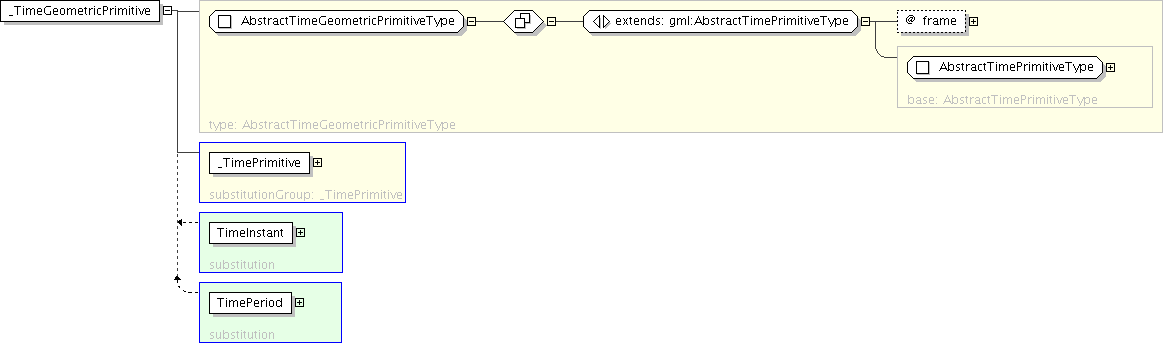 _TimeGeometricPrimitive
AbstractTimeGeometricPrimitiveType
extends: gml:AbstractTimePrimitiveType
@ frame
AbstractTimePrimitiveType
base: AbstractTimePrimitiveType
type: AbstractTimeGeometricPrimitiveType
_TimePrimitive
substitutionGroup: _TimePrimitive
TimeInstant
substitution
TimePeriod
substitution